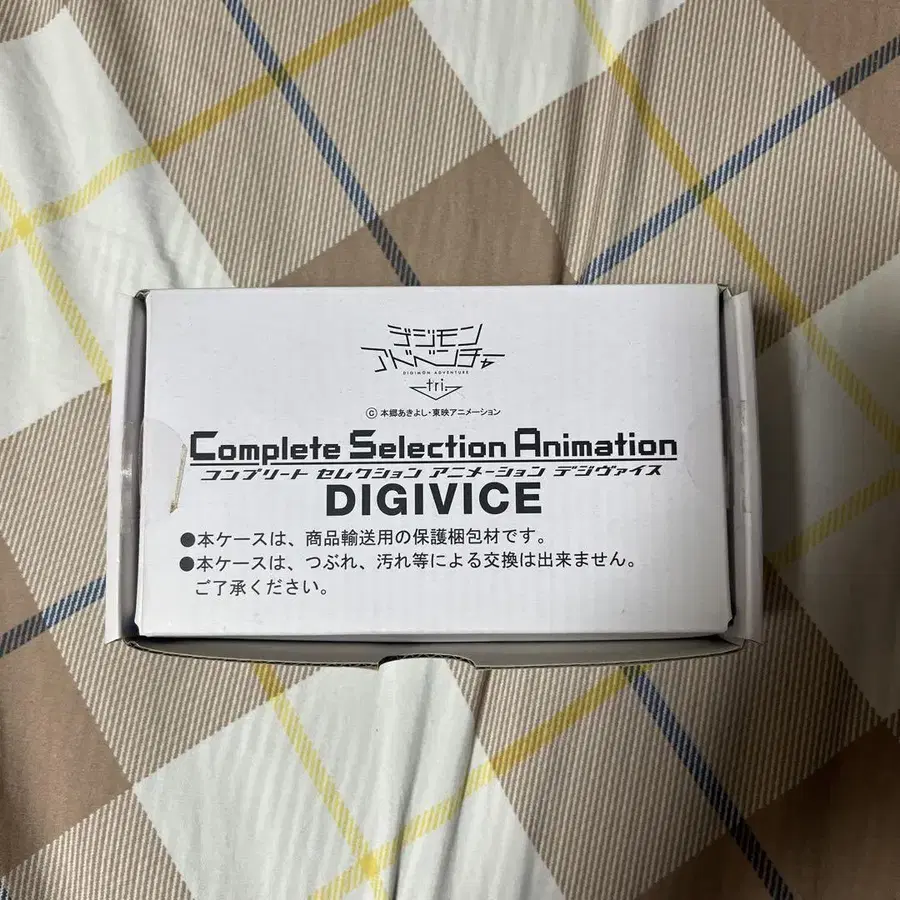 デジモン
アドベンチャー
DIGIMON ADVENTURE
tri.
© 本郷あきよし・東映アニメーション
Complete Selection Animation
コンプリート セレクション アニメーション デジヴァイス
DIGIVICE
●本ケースは、商品輸送用の保護梱包材です。
●本ケースは、つぶれ、汚れ等による交換は出来ません。
ご了承ください。